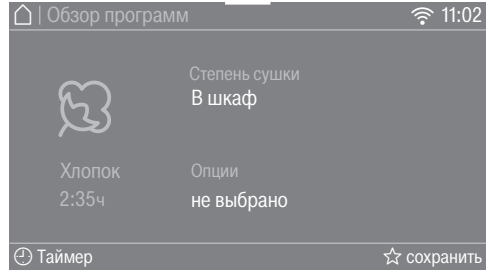 | Обзор программ 11:02
Степень сушки
В шкаф
Хлопок Опции
2:35ч не выбрано
Таймер сохранить